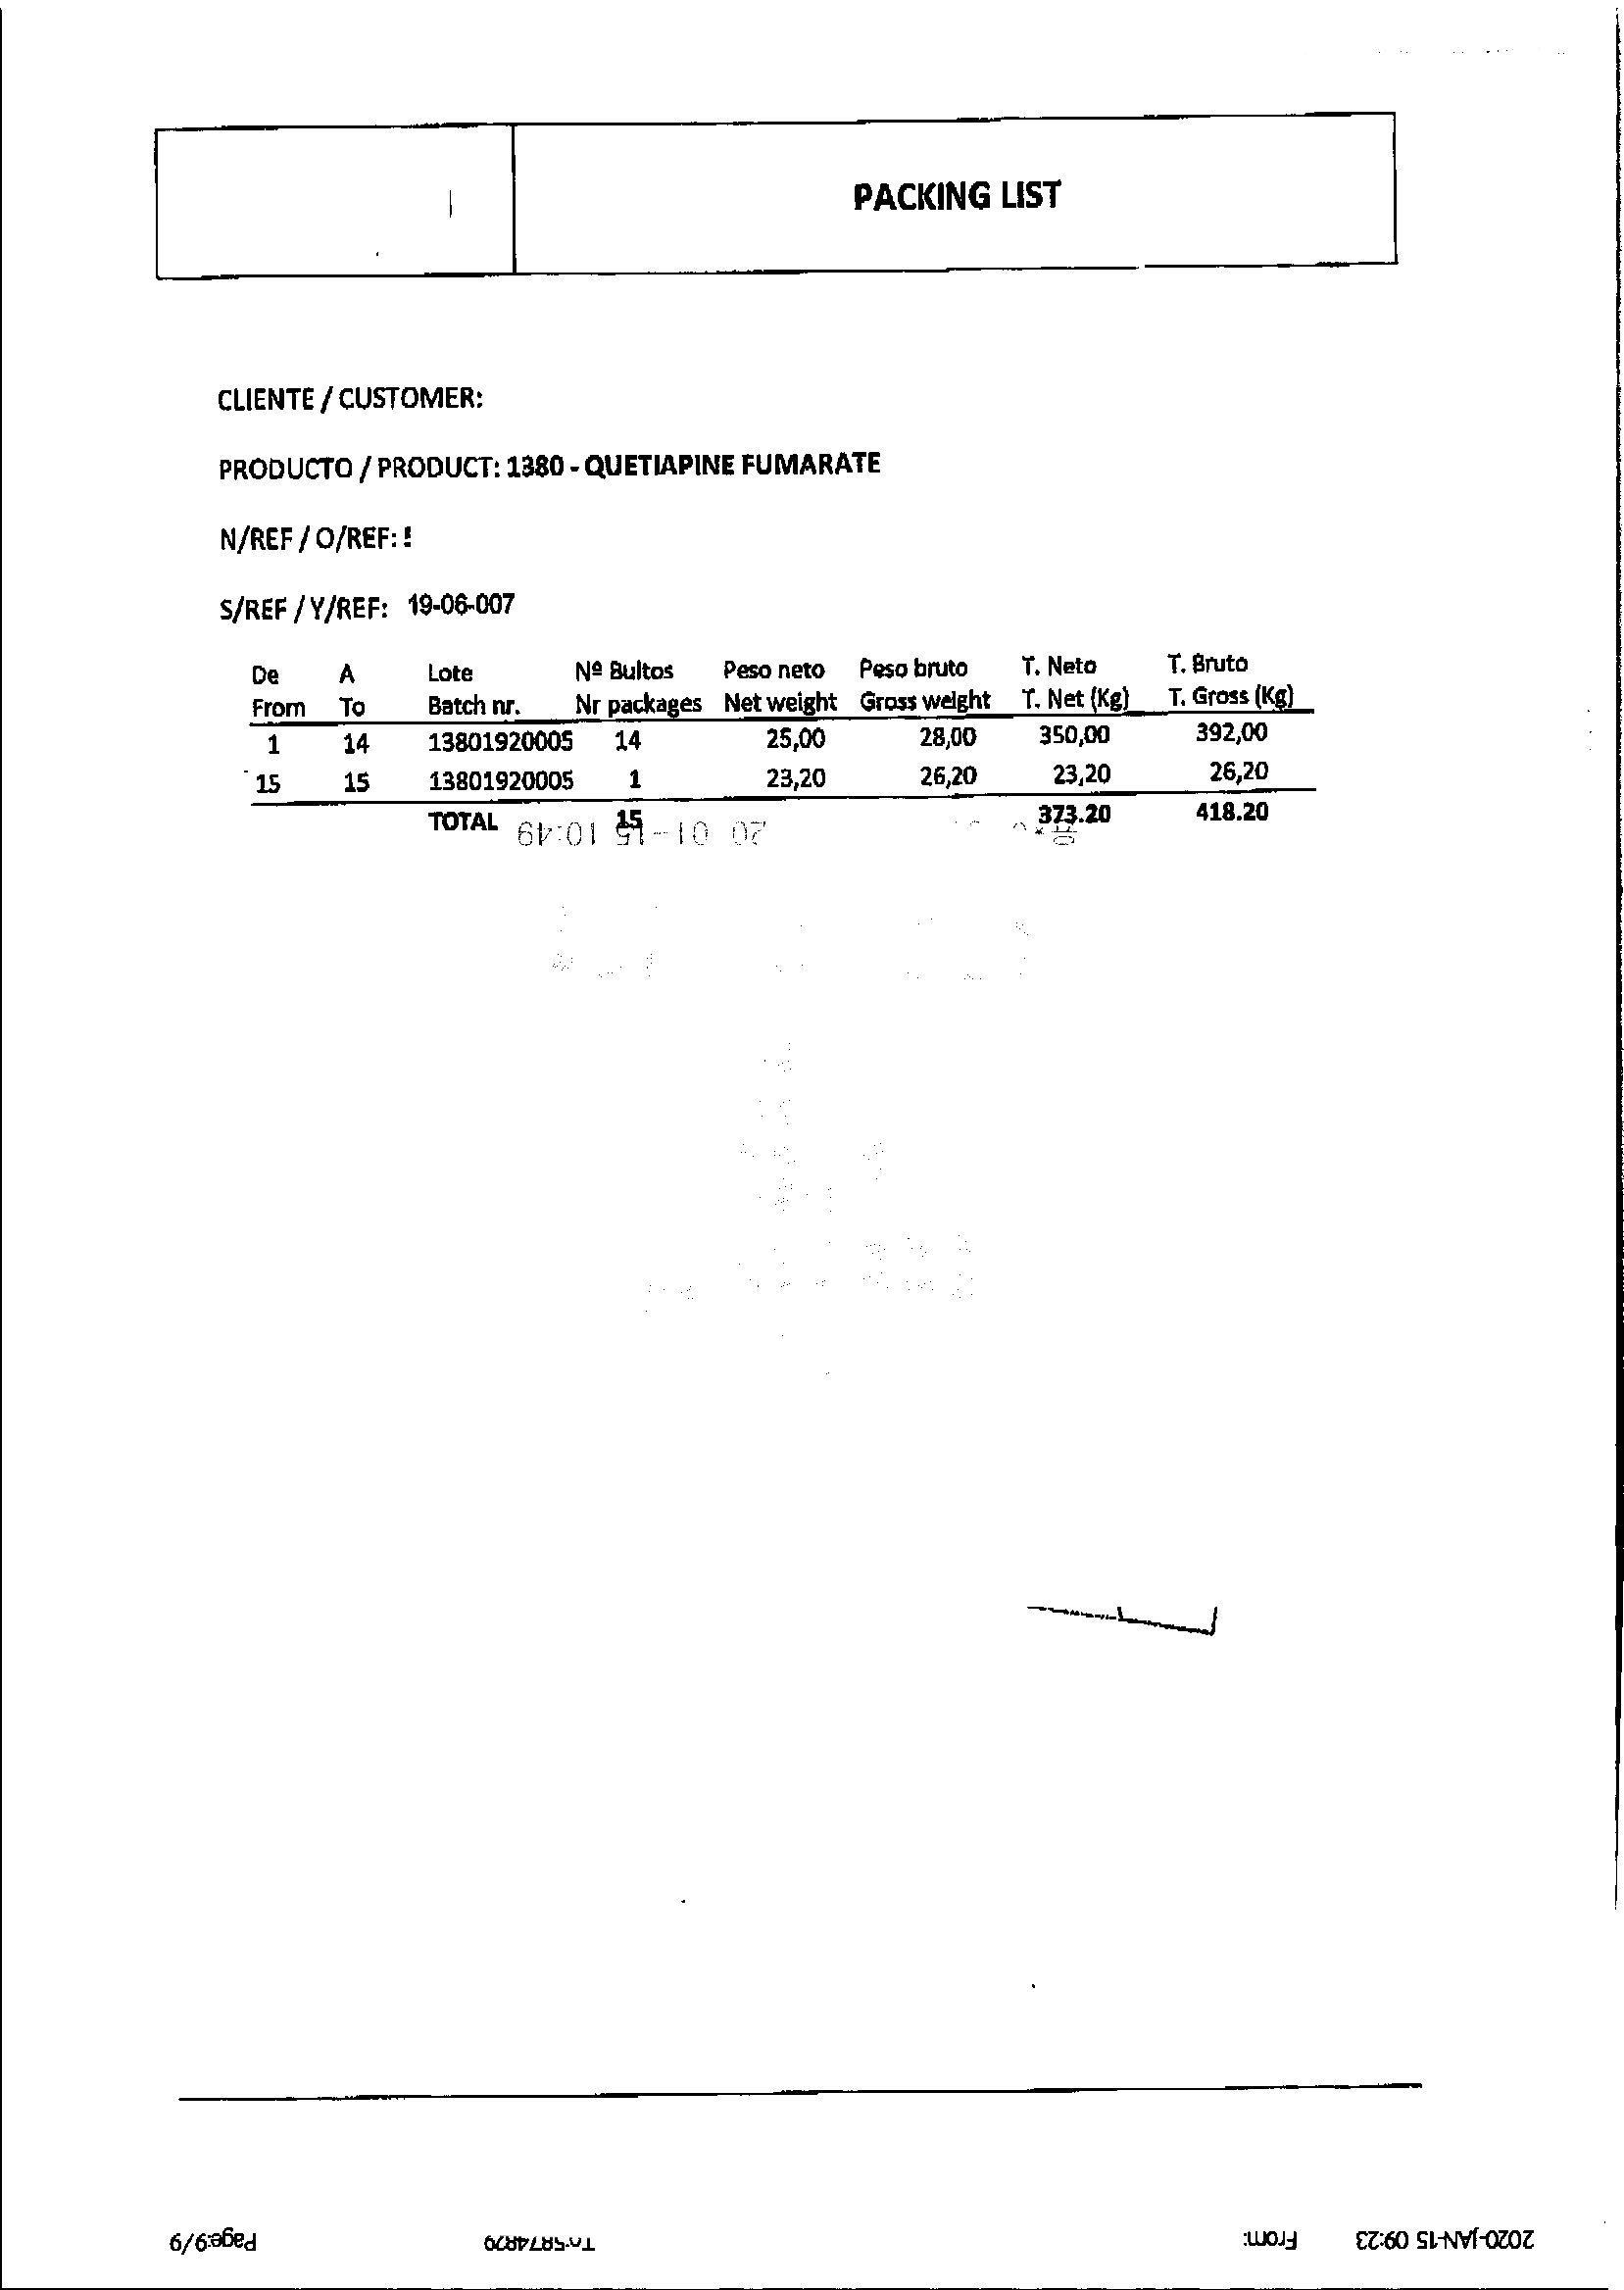 PACKING LIST
CLIENTE / CUSTOMER:
PRODUCTO / PRODUCT: 1380 - QUETIAPINE FUMARATE
N/REF / O/REF:
S/REF / Y/REF: 19-06-007
De A Lote Nº Bultos Peso neto Peso bruto T. Neto T. Bruto
From To Batch nr. Nr packages Net weight Gross weight T. Net (Kg) T. Gross (Kg)
1 14 13801920005 14 25,00 28,00 350,00 392,00
15 15 13801920005 1 23,20 26,20 23,20 26,20
TOTAL 15 373.20 418.20
20 01-15 10:49
2020-JAN-15 09:23 From: Page:9/9